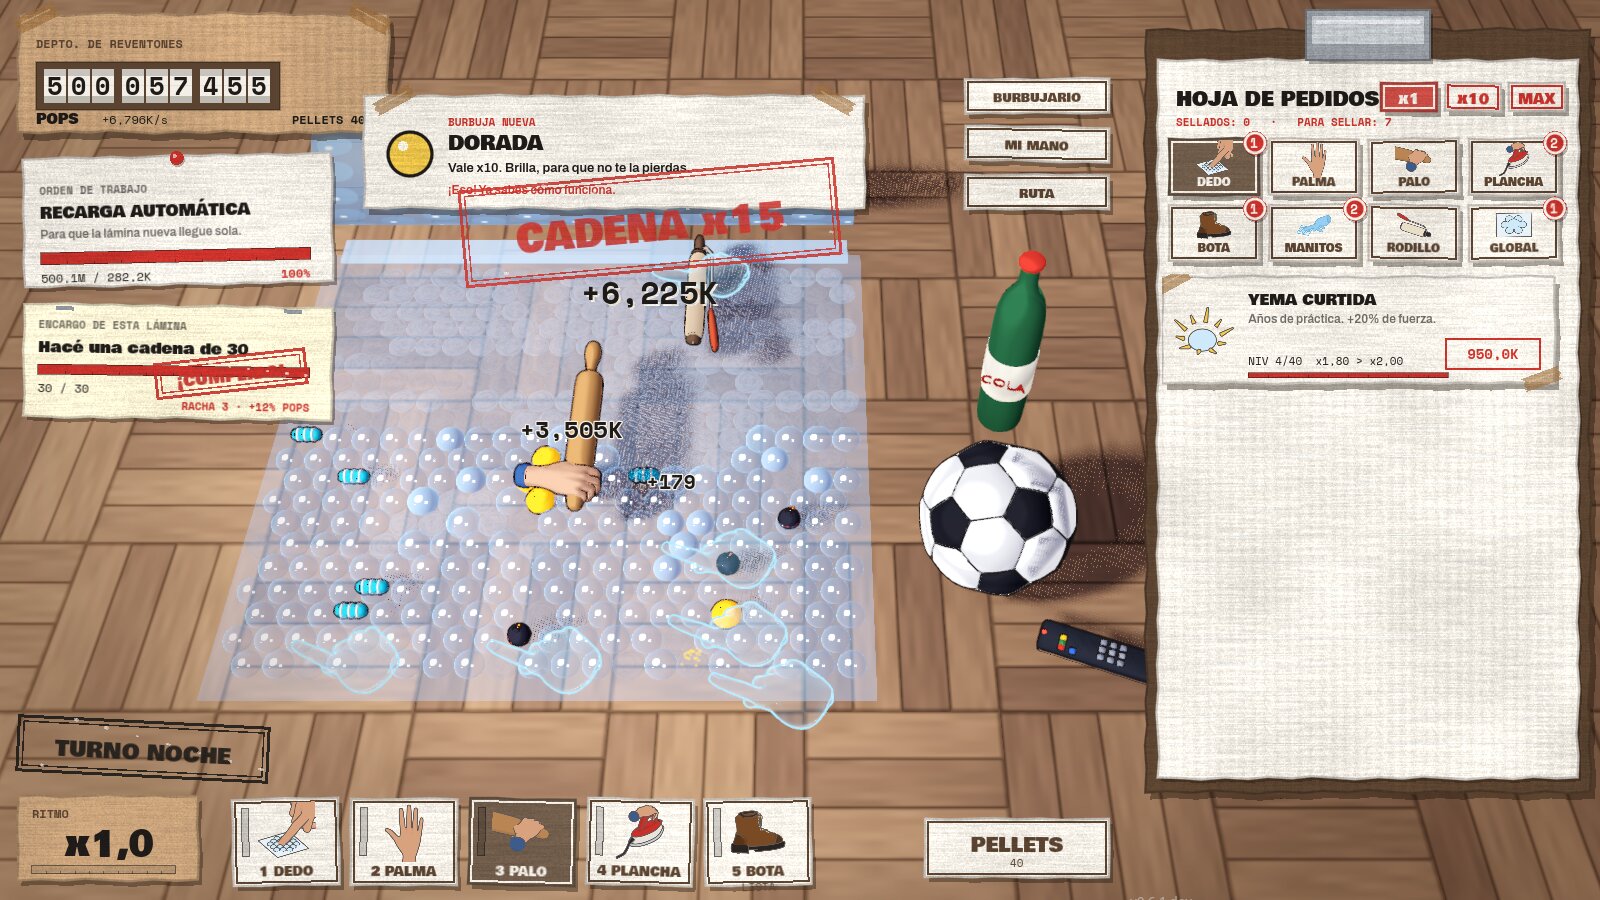 DEPTO. DE REVENTONES
500 057 455
POPS +6,796K/s PELLETS 40
ORDEN DE TRABAJO
RECARGA AUTOMÁTICA
Para que la lámina nueva llegue sola.
500.1M / 282.2K 100%
ENCARGO DE ESTA LÁMINA
Hacé una cadena de 30
30 / 30
RACHA 3 · +12% POPS
BURBUJA NUEVA
DORADA
Vale x10. Brilla, para que no te la pierdas.
¡Eso! Ya sabés cómo funciona.
CADENA x15
+6,225K
+3,505K
+179
BURBUJARIO
MI MANO
RUTA
COLA
HOJA DE PEDIDOS x1 x10 MAX
SELLADOS: 0 · PARA SELLAR: 7
1 2
DEDO PALMA PALO PLANCHA
1 2 1
BOTA MANITOS RODILLO GLOBAL
YEMA CURTIDA
Años de práctica. +20% de fuerza.
NIV 4/40 x1,80 > x2,00
950,0K
TURNO NOCHE
RITMO
x1,0
1 DEDO 2 PALMA 3 PALO 4 PLANCHA 5 BOTA
PELLETS
40